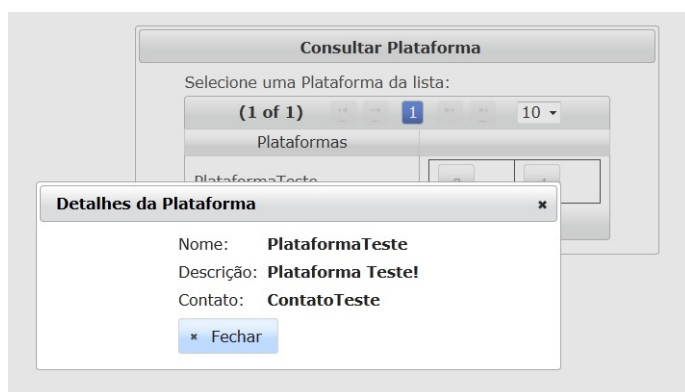 Consultar Plataforma
Selecione uma Plataforma da lista:
(1 of 1) 1 10
Plataformas
PlataformaTeste
Detalhes da Plataforma
Nome: PlataformaTeste
Descrição: Plataforma Teste!
Contato: ContatoTeste
Fechar